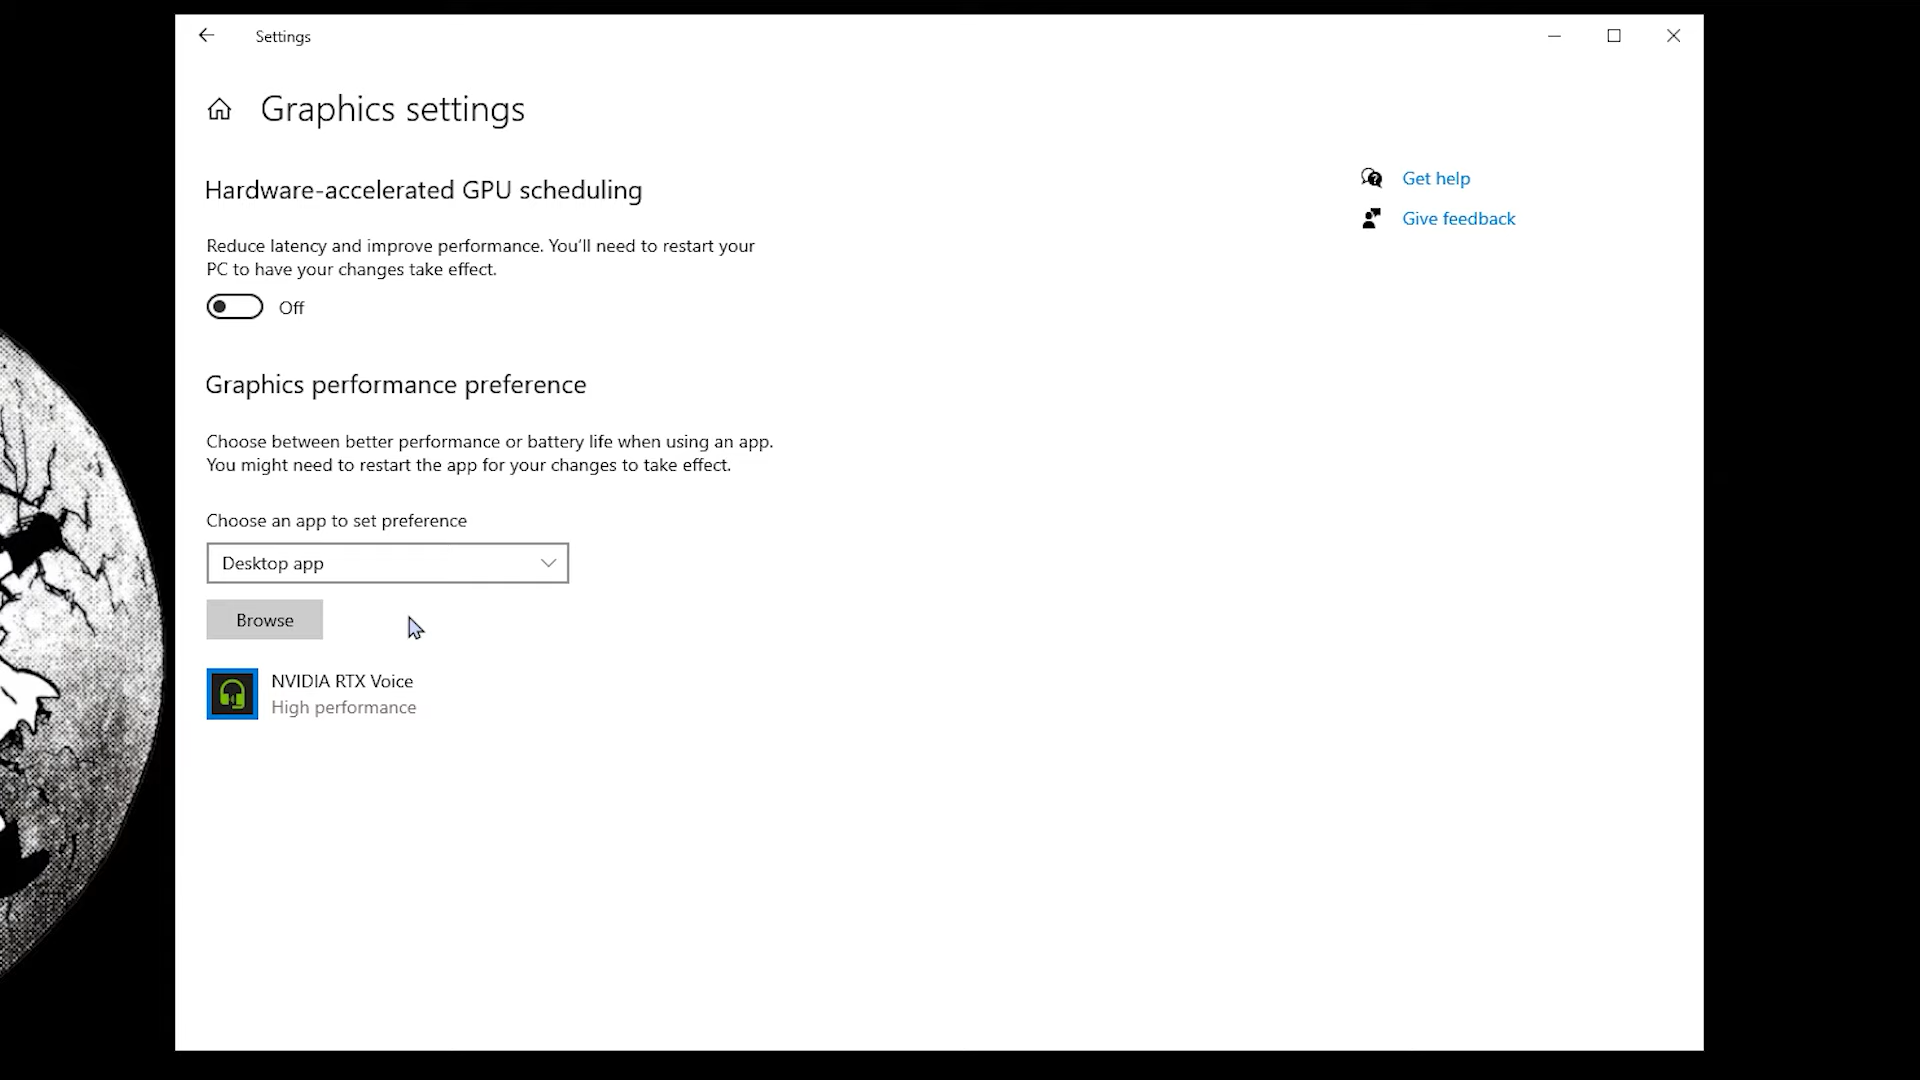 Settings
Graphics settings
Hardware-accelerated GPU scheduling
Reduce latency and improve performance. You'll need to restart your
PC to have your changes take effect.
Off
Graphics performance preference
Choose between better performance or battery life when using an app.
You might need to restart the app for your changes to take effect.
Choose an app to set preference
Desktop app
Browse
NVIDIA RTX Voice
High performance
Get help
Give feedback